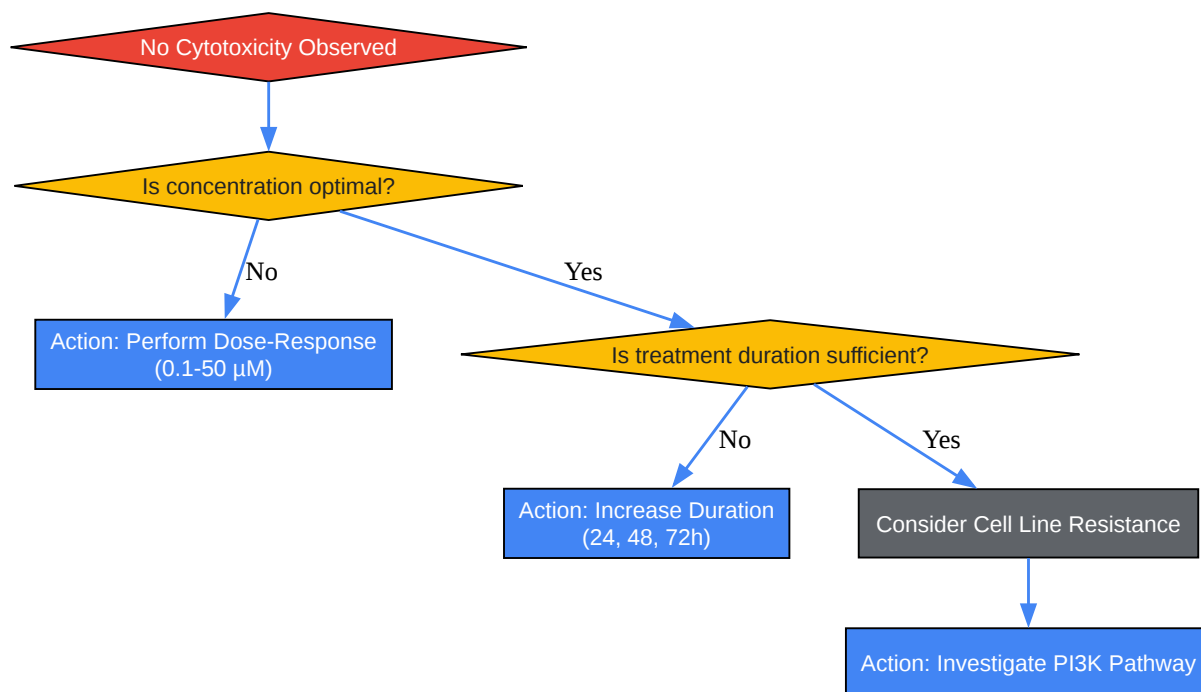 No Cytotoxicity Observed
Is concentration optimal?
No
Yes
Action: Perform Dose-Response
(0.1-50 µM)
Is treatment duration sufficient?
No
Yes
Action: Increase Duration
(24, 48, 72h)
Consider Cell Line Resistance
Action: Investigate PI3K Pathway